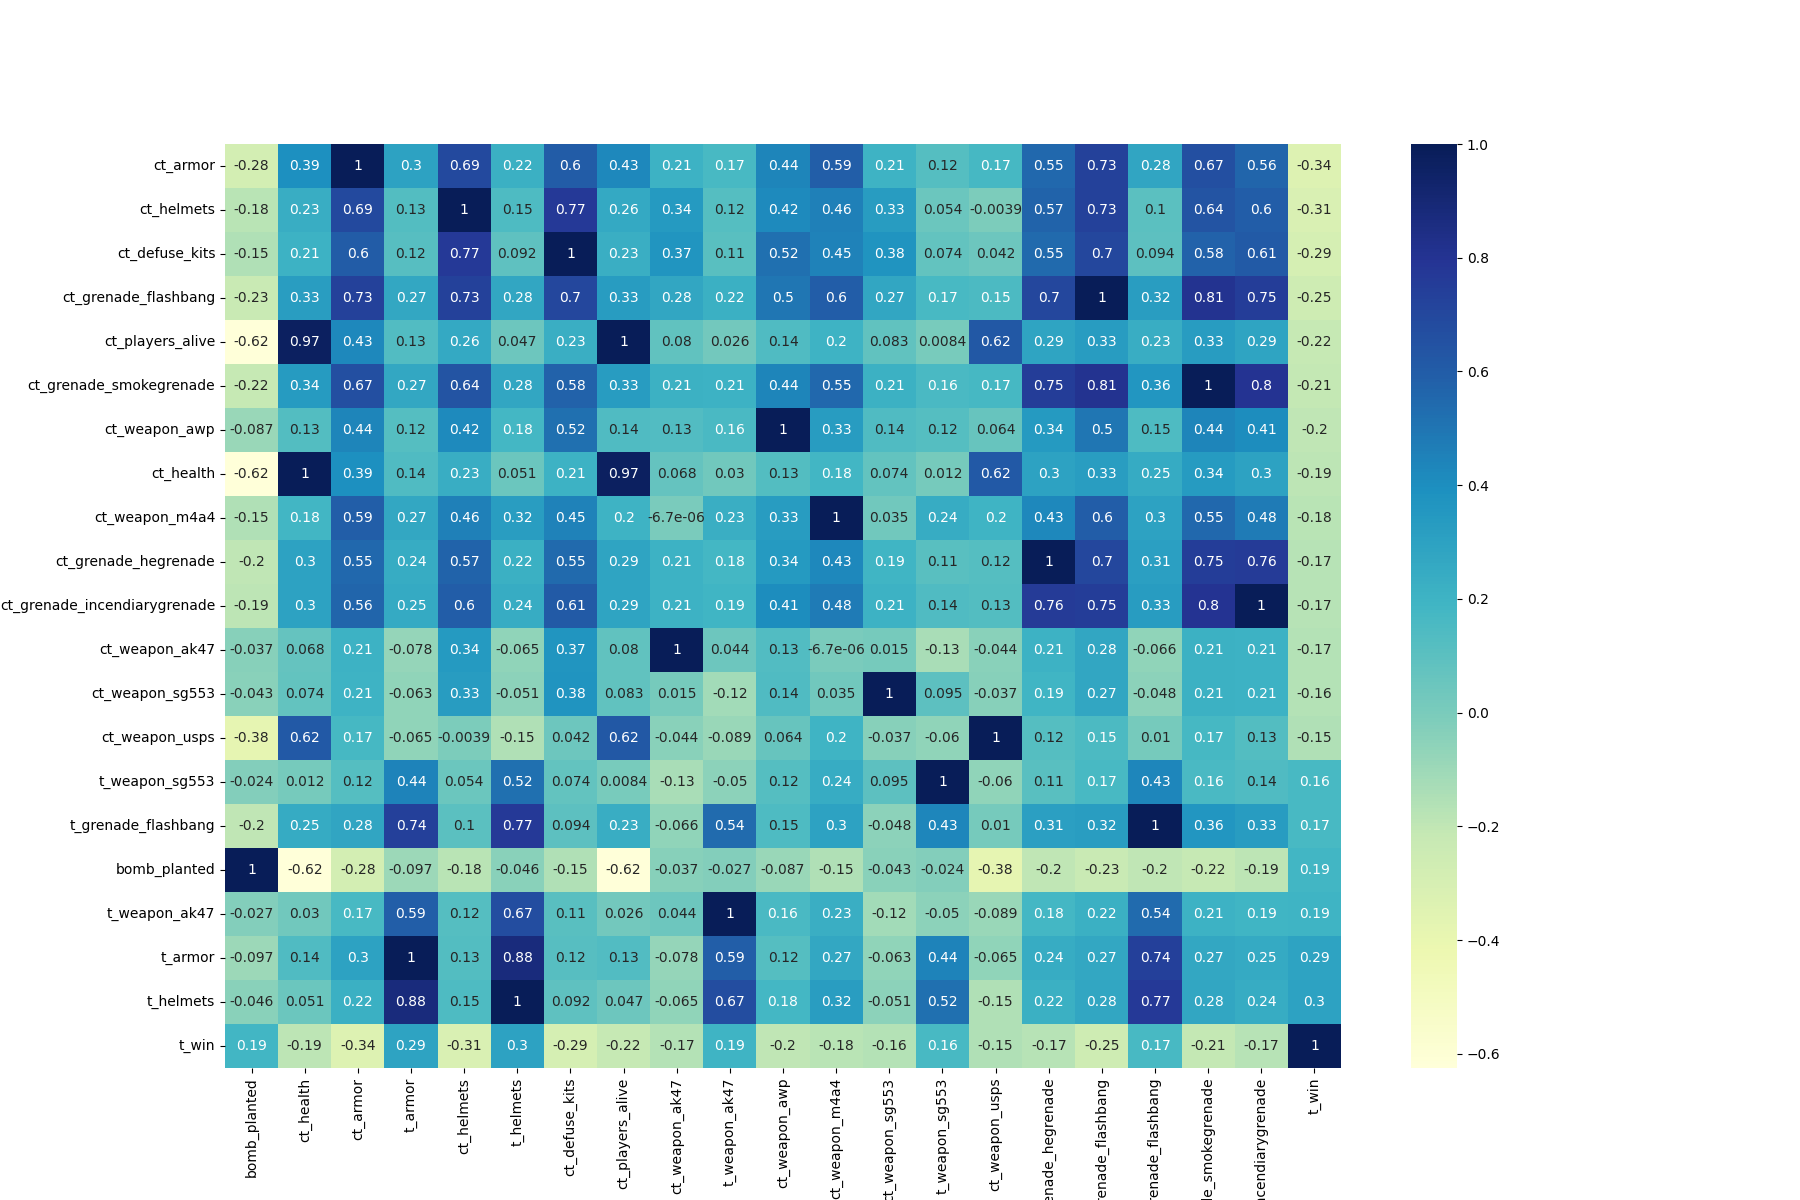 ct_armor -0.28 0.39 1 0.3 0.69 0.22 0.6 0.43 0.21 0.17 0.44 0.59 0.21 0.12 0.17 0.55 0.73 0.28 0.67 0.56 -0.34
ct_helmets -0.18 0.23 0.69 0.13 1 0.15 0.77 0.26 0.34 0.12 0.42 0.46 0.33 0.054 -0.0039 0.57 0.73 0.1 0.64 0.6 -0.31
ct_defuse_kits -0.15 0.21 0.6 0.12 0.77 0.092 1 0.23 0.37 0.11 0.52 0.45 0.38 0.074 0.042 0.55 0.7 0.094 0.58 0.61 -0.29
ct_grenade_flashbang -0.23 0.33 0.73 0.27 0.73 0.28 0.7 0.33 0.28 0.22 0.5 0.6 0.27 0.17 0.15 0.7 1 0.32 0.81 0.75 -0.25
ct_players_alive -0.62 0.97 0.43 0.13 0.26 0.047 0.23 1 0.08 0.026 0.14 0.2 0.083 0.0084 0.62 0.29 0.33 0.23 0.33 0.29 -0.22
ct_grenade_smokegrenade -0.22 0.34 0.67 0.27 0.64 0.28 0.58 0.33 0.21 0.21 0.44 0.55 0.21 0.16 0.17 0.75 0.81 0.36 1 0.8 -0.21
ct_weapon_awp -0.087 0.13 0.44 0.12 0.42 0.18 0.52 0.14 0.13 0.16 1 0.33 0.14 0.12 0.064 0.34 0.5 0.15 0.44 0.41 -0.2
ct_health -0.62 1 0.39 0.14 0.23 0.051 0.21 0.97 0.068 0.03 0.13 0.18 0.074 0.012 0.62 0.3 0.33 0.25 0.34 0.3 -0.19
ct_weapon_m4a4 -0.15 0.18 0.59 0.27 0.46 0.32 0.45 0.2 -6.7e-06 0.23 0.33 1 0.035 0.24 0.2 0.43 0.6 0.3 0.55 0.48 -0.18
ct_grenade_hegrenade -0.2 0.3 0.55 0.24 0.57 0.22 0.55 0.29 0.21 0.18 0.34 0.43 0.19 0.11 0.12 1 0.7 0.31 0.75 0.76 -0.17
ct_grenade_incendiarygrenade -0.19 0.3 0.56 0.25 0.6 0.24 0.61 0.29 0.21 0.19 0.41 0.48 0.21 0.14 0.13 0.76 0.75 0.33 0.8 1 -0.17
ct_weapon_ak47 -0.037 0.068 0.21 -0.078 0.34 -0.065 0.37 0.08 1 0.044 0.13 -6.7e-06 0.015 -0.13 -0.044 0.21 0.28 -0.066 0.21 0.21 -0.17
ct_weapon_sg553 -0.043 0.074 0.21 -0.063 0.33 -0.051 0.38 0.083 0.015 -0.12 0.14 0.035 1 0.095 -0.037 0.19 0.27 -0.048 0.21 0.21 -0.16
ct_weapon_usps -0.38 0.62 0.17 -0.065 -0.0039 -0.15 0.042 0.62 -0.044 -0.089 0.064 0.2 -0.037 -0.06 1 0.12 0.15 0.01 0.17 0.13 -0.15
t_weapon_sg553 -0.024 0.012 0.12 0.44 0.054 0.52 0.074 0.0084 -0.13 -0.05 0.12 0.24 0.095 1 -0.06 0.11 0.17 0.43 0.16 0.14 0.16
t_grenade_flashbang -0.2 0.25 0.28 0.74 0.1 0.77 0.094 0.23 -0.066 0.54 0.15 0.3 -0.048 0.43 0.01 0.31 0.32 1 0.36 0.33 0.17
bomb_planted 1 -0.62 -0.28 -0.097 -0.18 -0.046 -0.15 -0.62 -0.037 -0.027 -0.087 -0.15 -0.043 -0.024 -0.38 -0.2 -0.23 -0.2 -0.22 -0.19 0.19
t_weapon_ak47 -0.027 0.03 0.17 0.59 0.12 0.67 0.11 0.026 0.044 1 0.16 0.23 -0.12 -0.05 -0.089 0.18 0.22 0.54 0.21 0.19 0.19
t_armor -0.097 0.14 0.3 1 0.13 0.88 0.12 0.13 -0.078 0.59 0.12 0.27 -0.063 0.44 -0.065 0.24 0.27 0.74 0.27 0.25 0.29
t_helmets -0.046 0.051 0.22 0.88 0.15 1 0.092 0.047 -0.065 0.67 0.18 0.32 -0.051 0.52 -0.15 0.22 0.28 0.77 0.28 0.24 0.3
t_win 0.19 -0.19 -0.34 0.29 -0.31 0.3 -0.29 -0.22 -0.17 0.19 -0.2 -0.18 -0.16 0.16 -0.15 -0.17 -0.25 0.17 -0.21 -0.17 1
bomb_planted
ct_health
ct_armor
t_armor
ct_helmets
t_helmets
ct_defuse_kits
ct_players_alive
ct_weapon_ak47
t_weapon_ak47
ct_weapon_awp
ct_weapon_m4a4
ct_weapon_sg553
t_weapon_sg553
ct_weapon_usps
enade_hegrenade
renade_flashbang
renade_flashbang
de_smokegrenade
ncendiarygrenade
t_win
1.0
0.8
0.6
0.4
0.2
0.0
−0.2
−0.4
−0.6